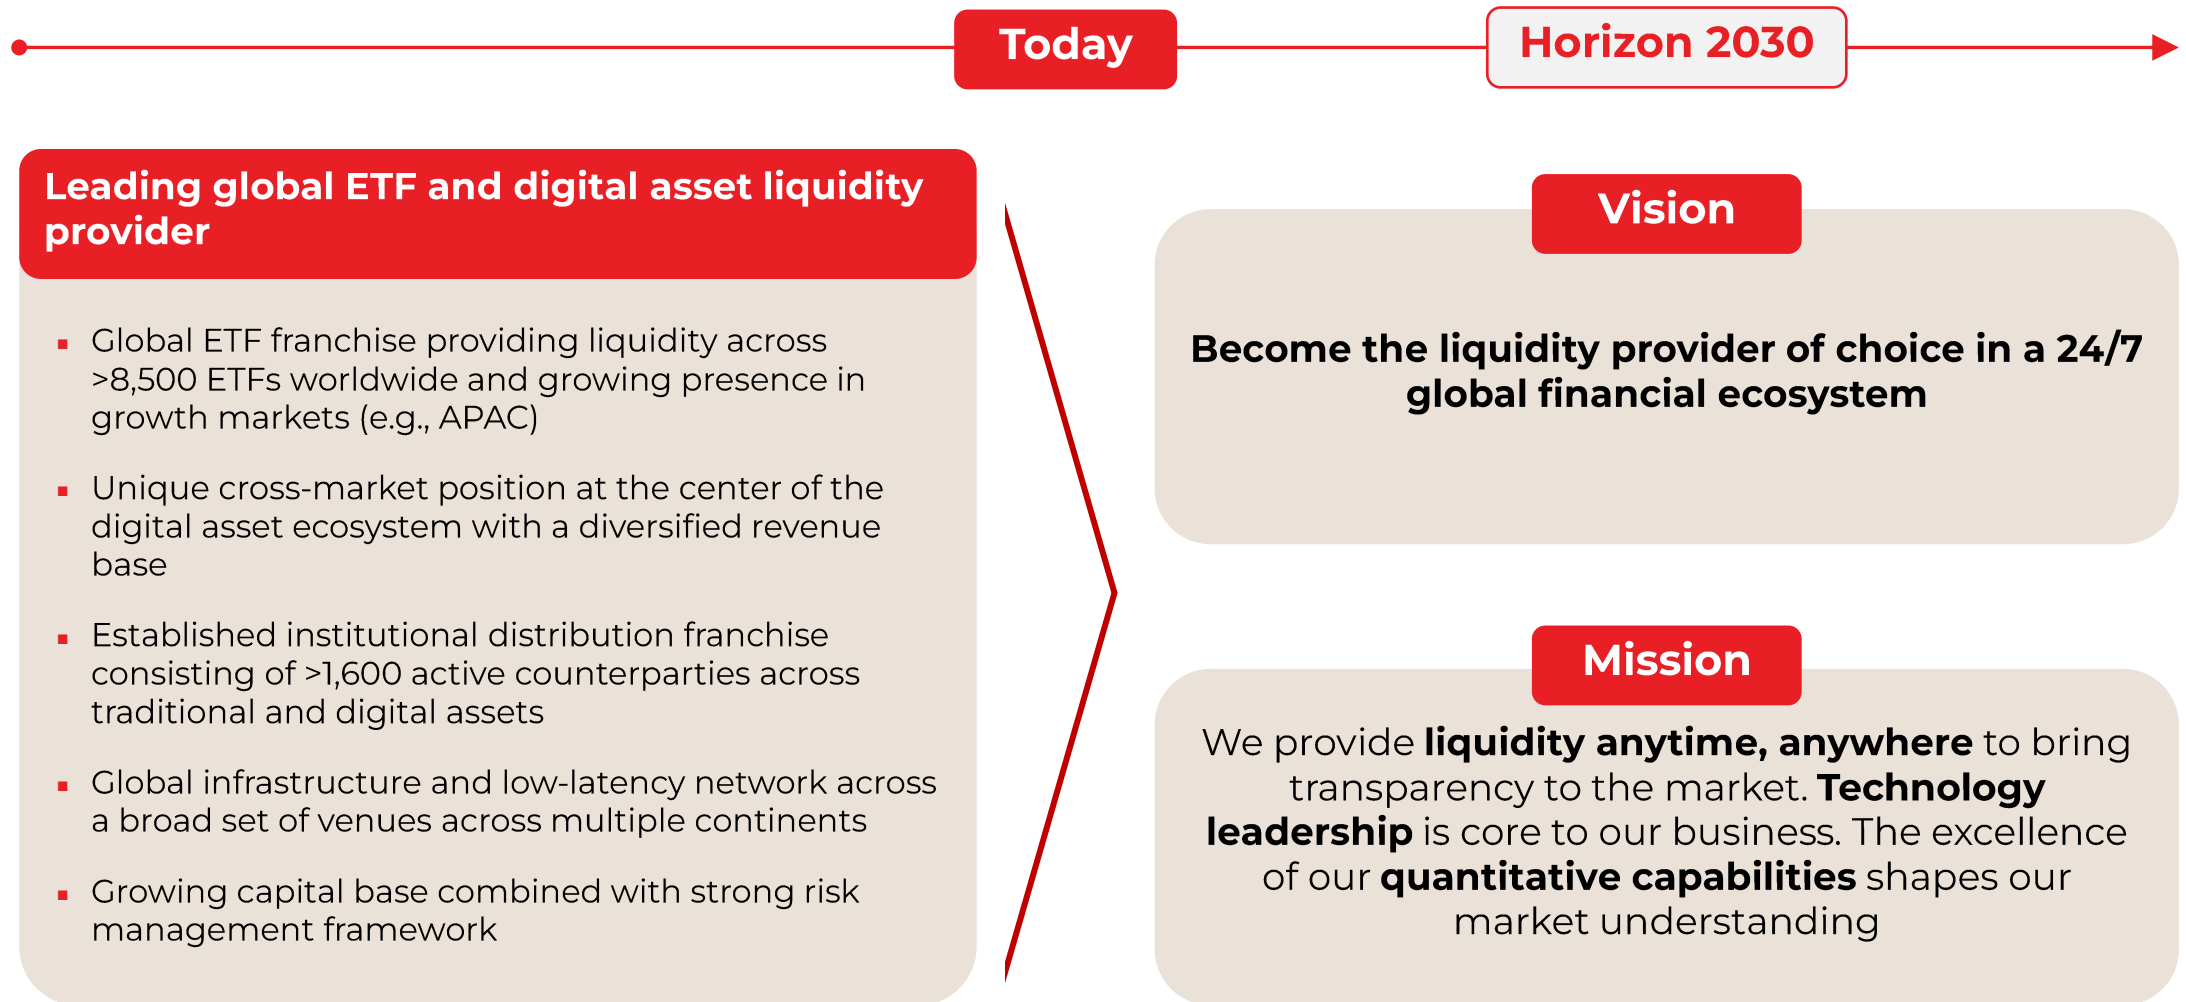 Today
Horizon 2030
Leading global ETF and digital asset liquidity
provider
▪ Global ETF franchise providing liquidity across
>8,500 ETFs worldwide and growing presence in
growth markets (e.g., APAC)
▪ Unique cross-market position at the center of the
digital asset ecosystem with a diversified revenue
base
▪ Established institutional distribution franchise
consisting of >1,600 active counterparties across
traditional and digital assets
▪ Global infrastructure and low-latency network across
a broad set of venues across multiple continents
▪ Growing capital base combined with strong risk
management framework
Vision
Become the liquidity provider of choice in a 24/7
global financial ecosystem
Mission
We provide liquidity anytime, anywhere to bring
transparency to the market. Technology
leadership is core to our business. The excellence
of our quantitative capabilities shapes our
market understanding